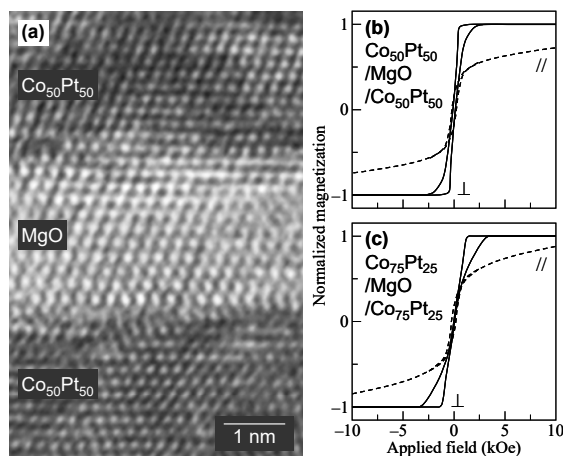 (a)
Co₅₀Pt₅₀
MgO
Co₅₀Pt₅₀
1 nm
Normalized magnetization
1
0
−1
(b)
Co₅₀Pt₅₀
/MgO
/Co₅₀Pt₅₀
//
⊥
1
0
−1
(c)
Co₇₅Pt₂₅
/MgO
/Co₇₅Pt₂₅
//
⊥
−10 −5 0 5 10
Applied field (kOe)